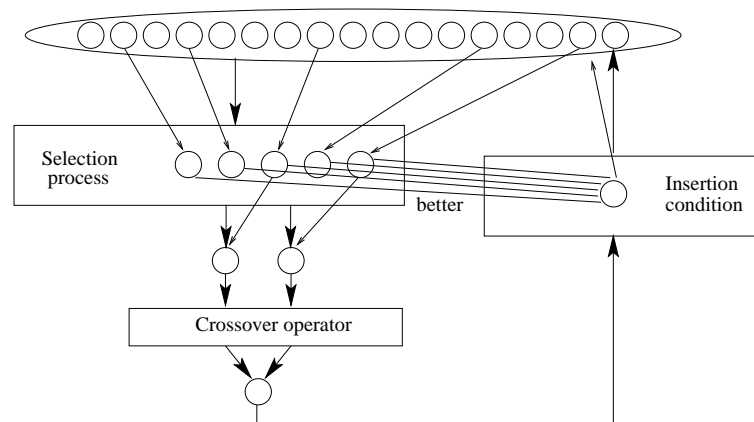 Selection
process
Insertion
condition
better
Crossover operator